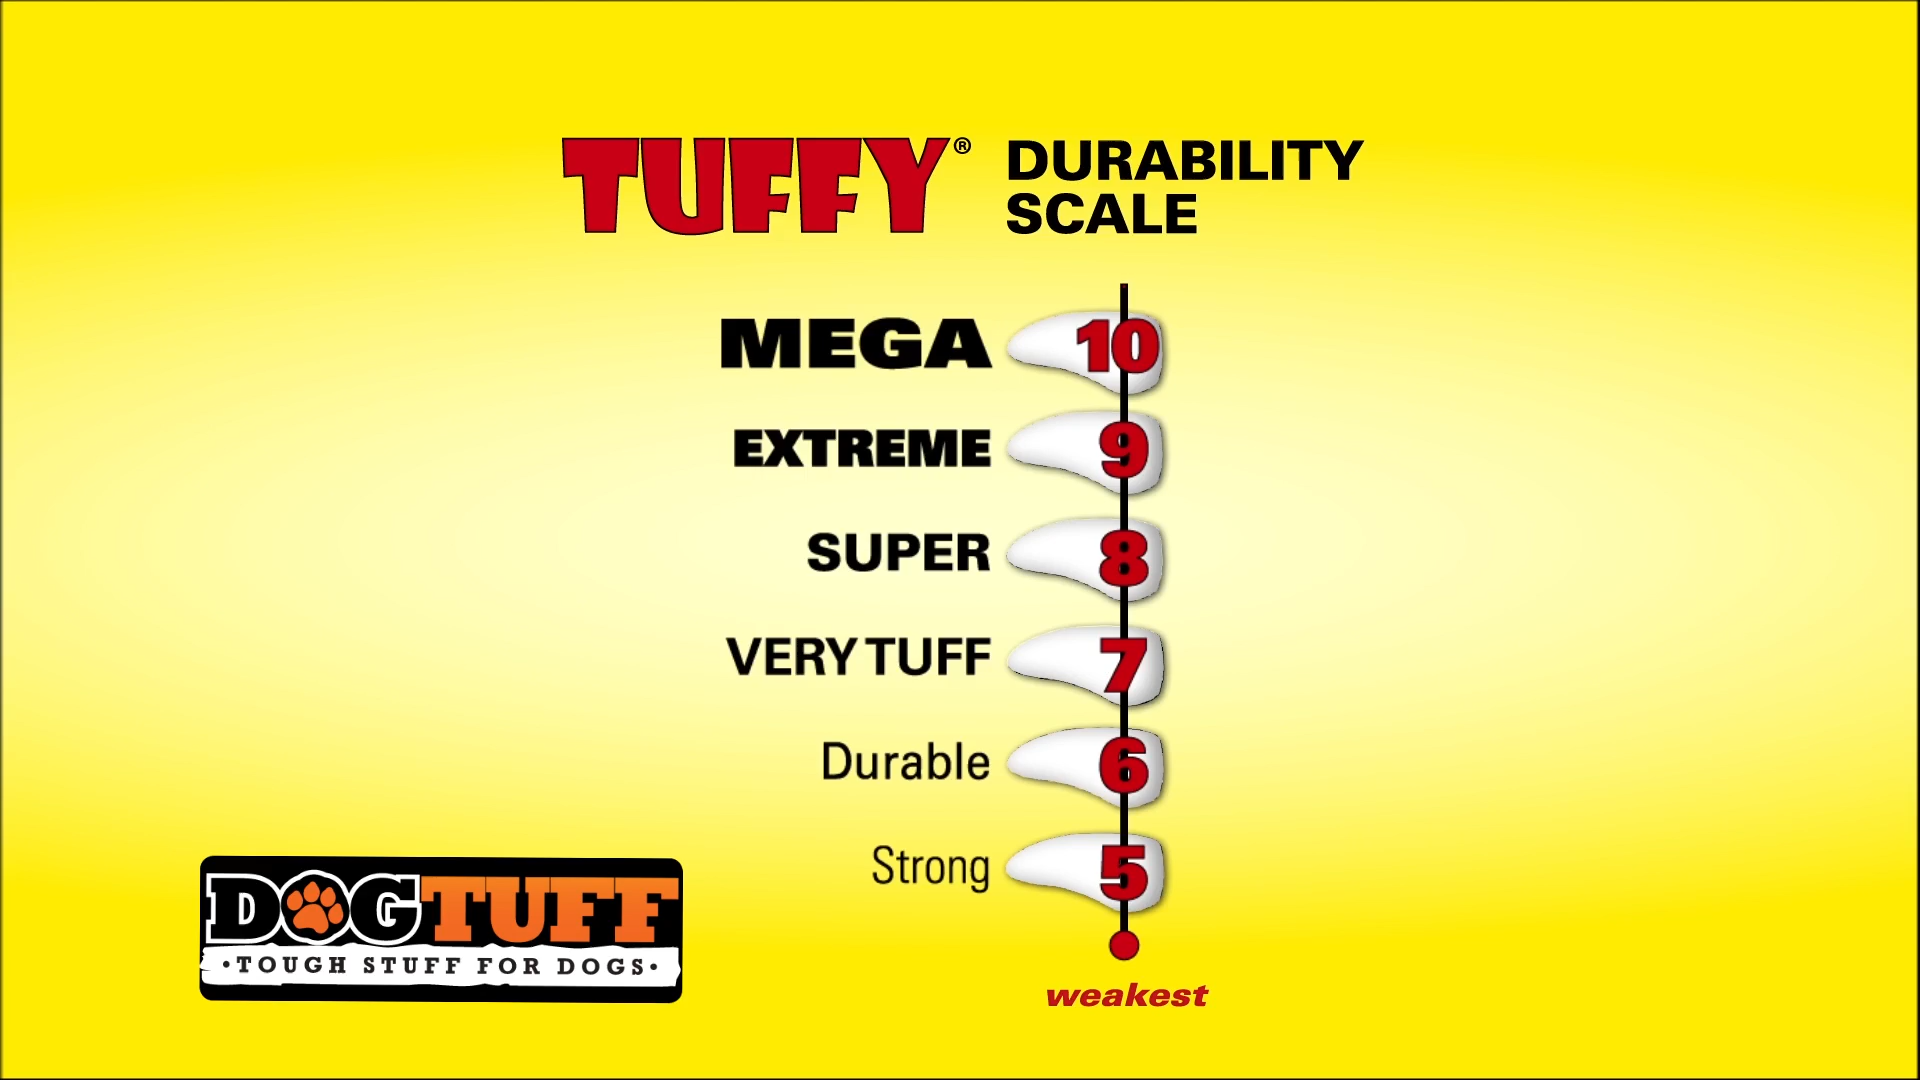 TUFFY® DURABILITY
SCALE
MEGA 10
EXTREME 9
SUPER 8
VERY TUFF 7
Durable 6
Strong 5
weakest
DOGTUFF
•TOUGH STUFF FOR DOGS•